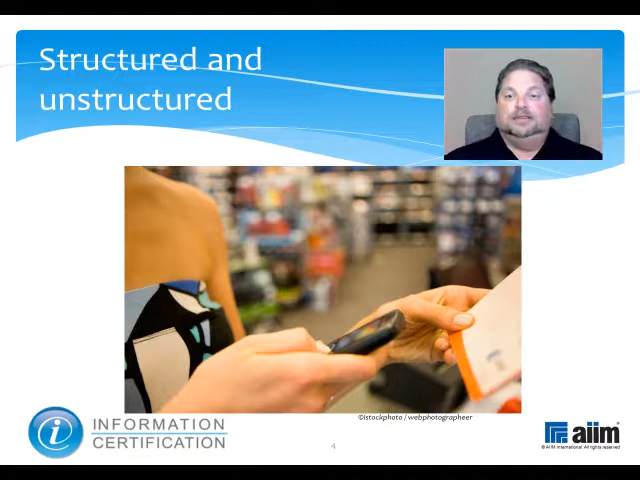 Structured and
unstructured
©istockphoto / webphotographeer
INFORMATION
CERTIFICATION
4
aiim
© AIIM International. All rights reserved